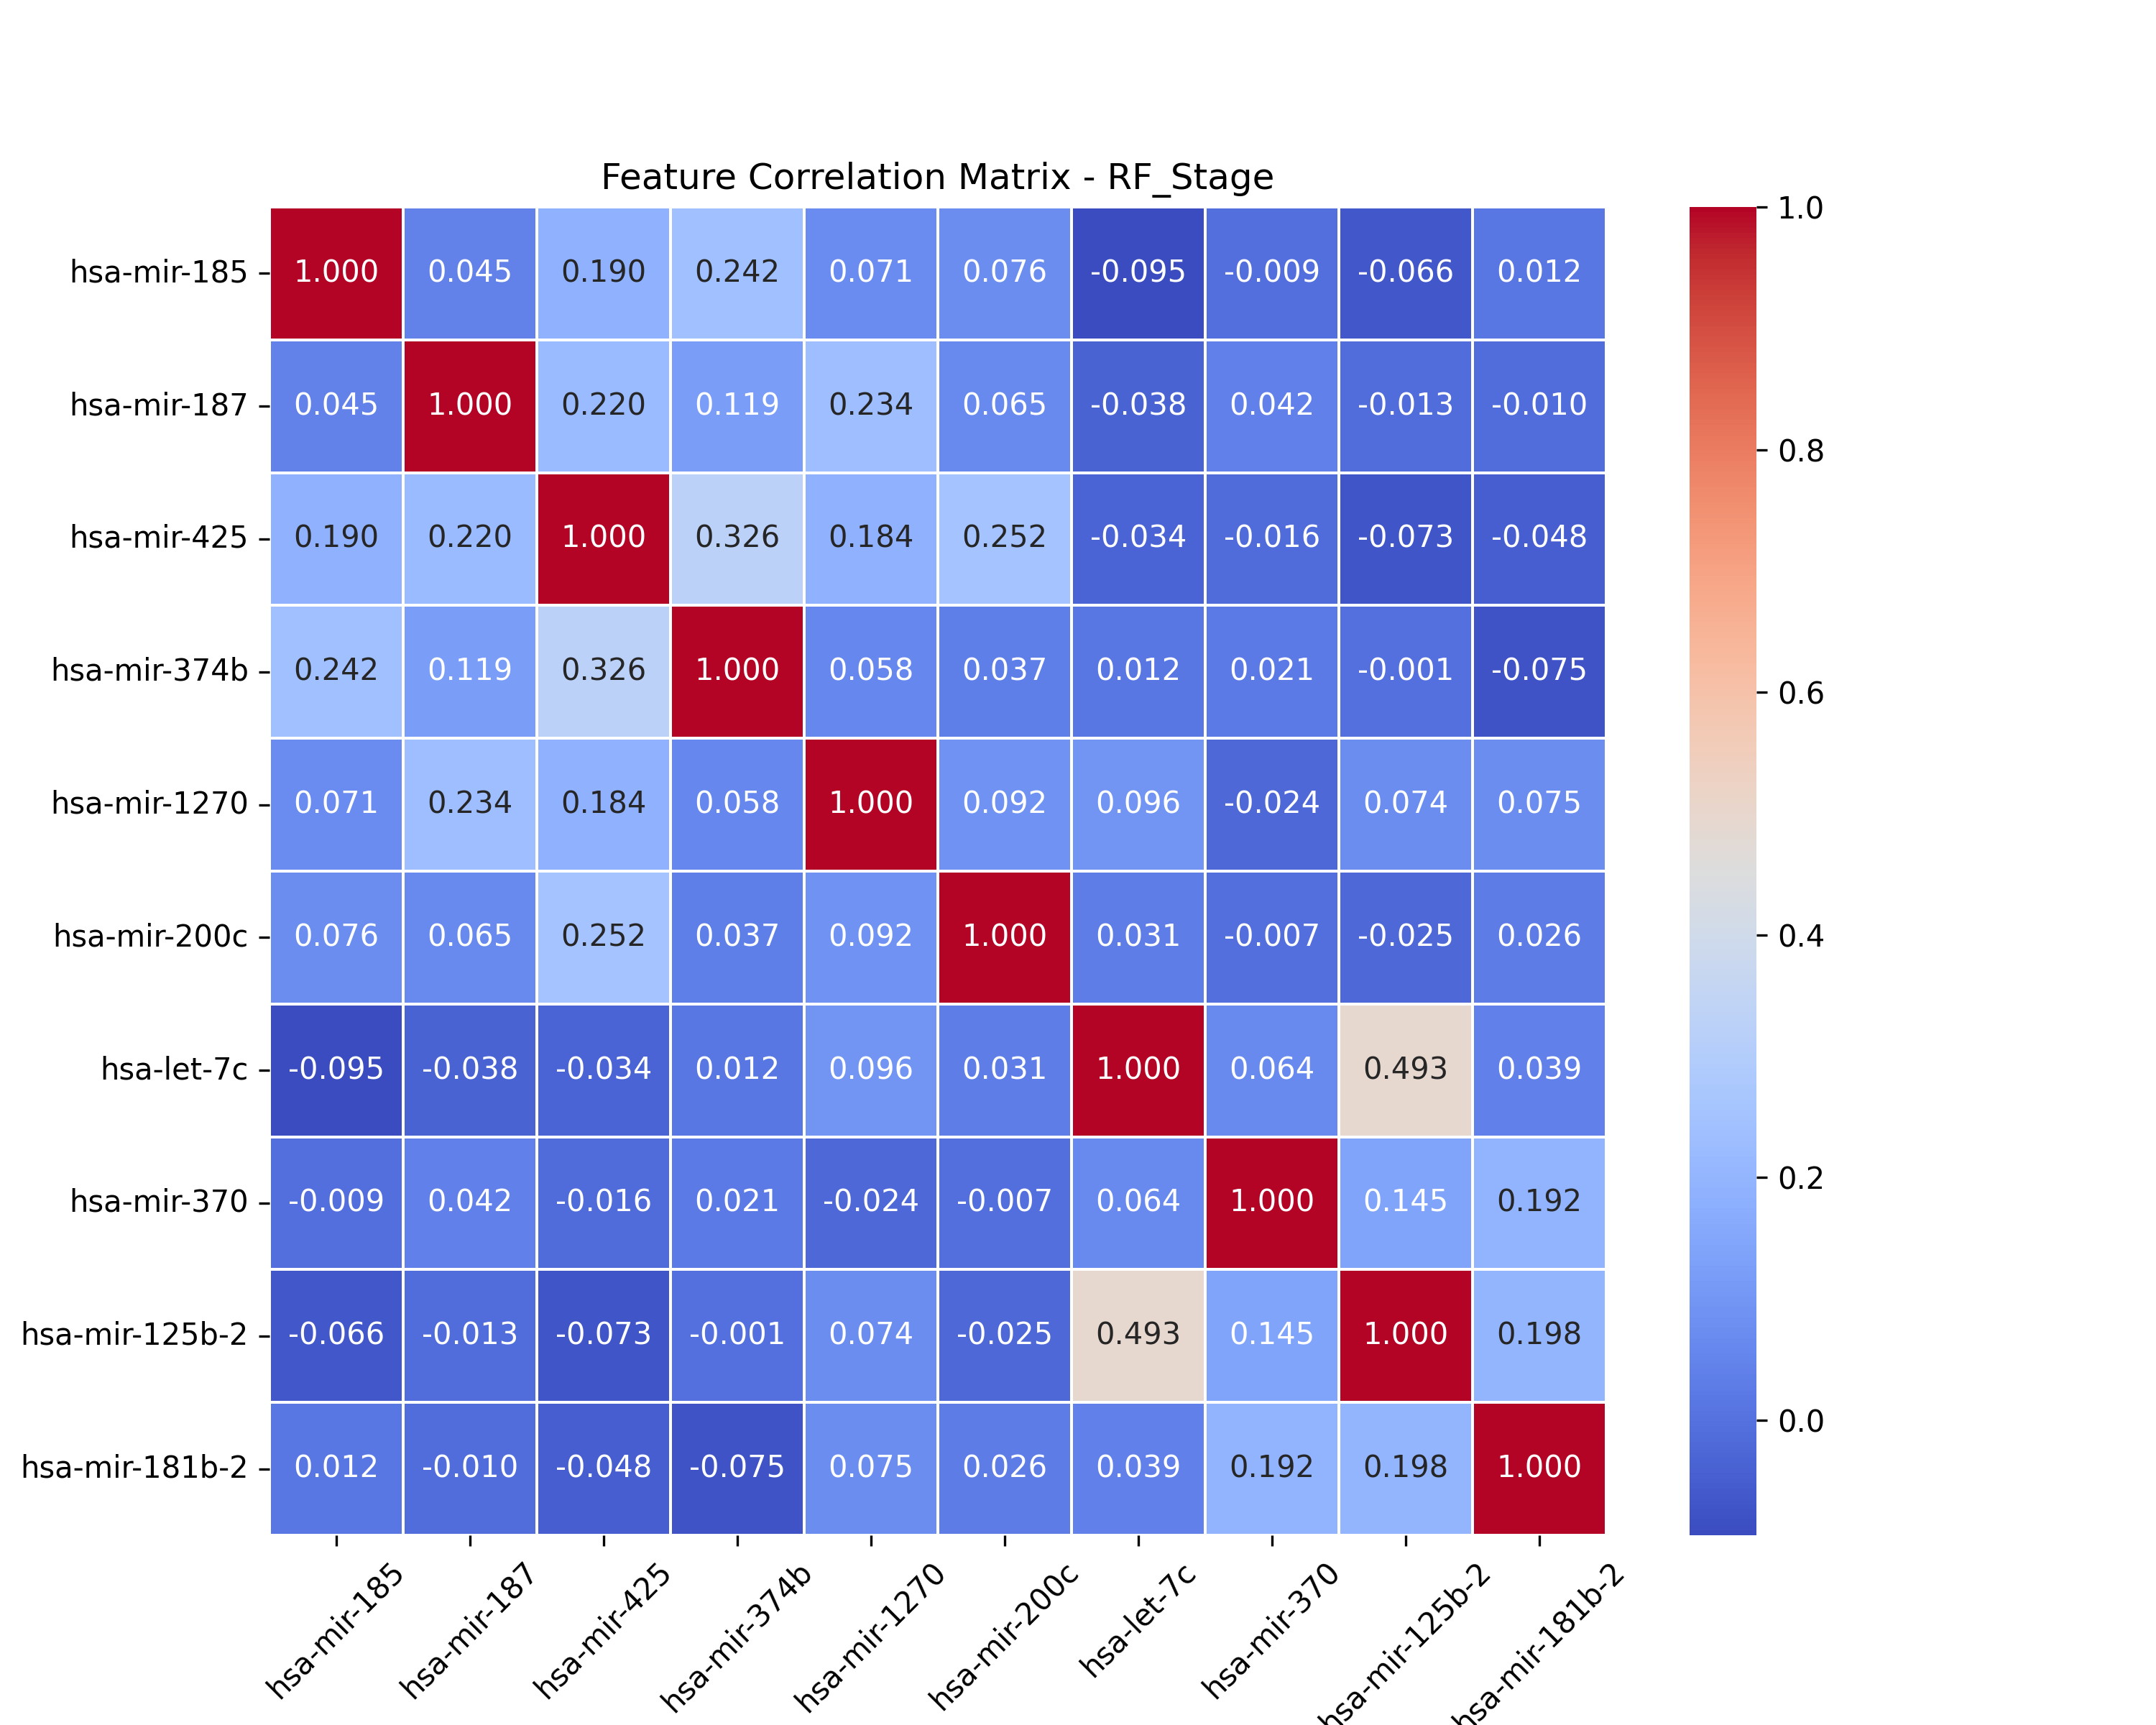 Feature Correlation Matrix - RF_Stage
hsa-mir-185 1.000 0.045 0.190 0.242 0.071 0.076 -0.095 -0.009 -0.066 0.012
hsa-mir-187 0.045 1.000 0.220 0.119 0.234 0.065 -0.038 0.042 -0.013 -0.010
hsa-mir-425 0.190 0.220 1.000 0.326 0.184 0.252 -0.034 -0.016 -0.073 -0.048
hsa-mir-374b 0.242 0.119 0.326 1.000 0.058 0.037 0.012 0.021 -0.001 -0.075
hsa-mir-1270 0.071 0.234 0.184 0.058 1.000 0.092 0.096 -0.024 0.074 0.075
hsa-mir-200c 0.076 0.065 0.252 0.037 0.092 1.000 0.031 -0.007 -0.025 0.026
hsa-let-7c -0.095 -0.038 -0.034 0.012 0.096 0.031 1.000 0.064 0.493 0.039
hsa-mir-370 -0.009 0.042 -0.016 0.021 -0.024 -0.007 0.064 1.000 0.145 0.192
hsa-mir-125b-2 -0.066 -0.013 -0.073 -0.001 0.074 -0.025 0.493 0.145 1.000 0.198
hsa-mir-181b-2 0.012 -0.010 -0.048 -0.075 0.075 0.026 0.039 0.192 0.198 1.000
hsa-mir-185
hsa-mir-187
hsa-mir-425
hsa-mir-374b
hsa-mir-1270
hsa-mir-200c
hsa-let-7c
hsa-mir-370
hsa-mir-125b-2
hsa-mir-181b-2
1.0
0.8
0.6
0.4
0.2
0.0